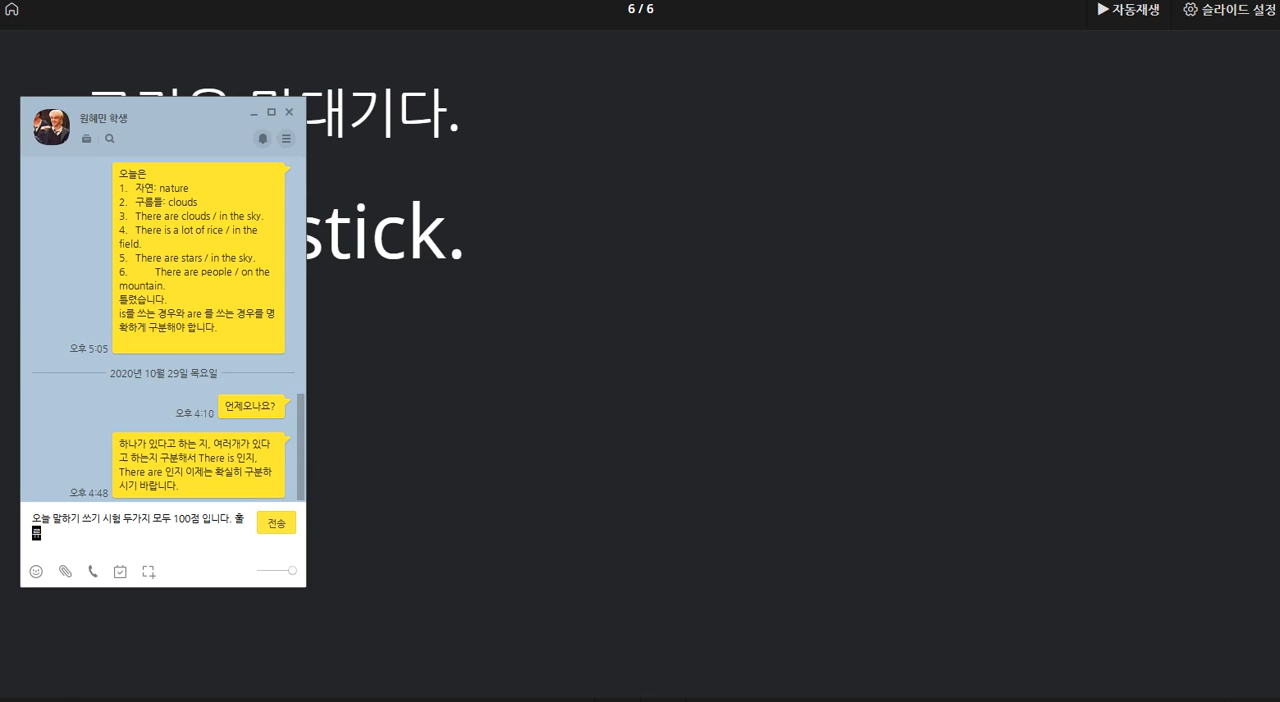 6 / 6
자동재생
슬라이드 설정
대기다.
stick.
원혜민 학생
오늘은
1. 자연: nature
2. 구름들: clouds
3. There are clouds / in the sky.
4. There is a lot of rice / in the
field.
5. There are stars / in the sky.
6. There are people / on the
mountain.
틀렸습니다.
is를 쓰는 경우와 are 를 쓰는 경우를 명
확하게 구분해야 합니다.
오후 5:05
2020년 10월 29일 목요일
언제오나요?
오후 4:10
하나가 있다고 하는 지, 여러개가 있다
고 하는지 구분해서 There is 인지,
There are 인지 이제는 확실히 구분하
시기 바랍니다.
오후 4:48
오늘 말하기 쓰기 시험 두가지 모두 100점 입니다. 훌
류
전송